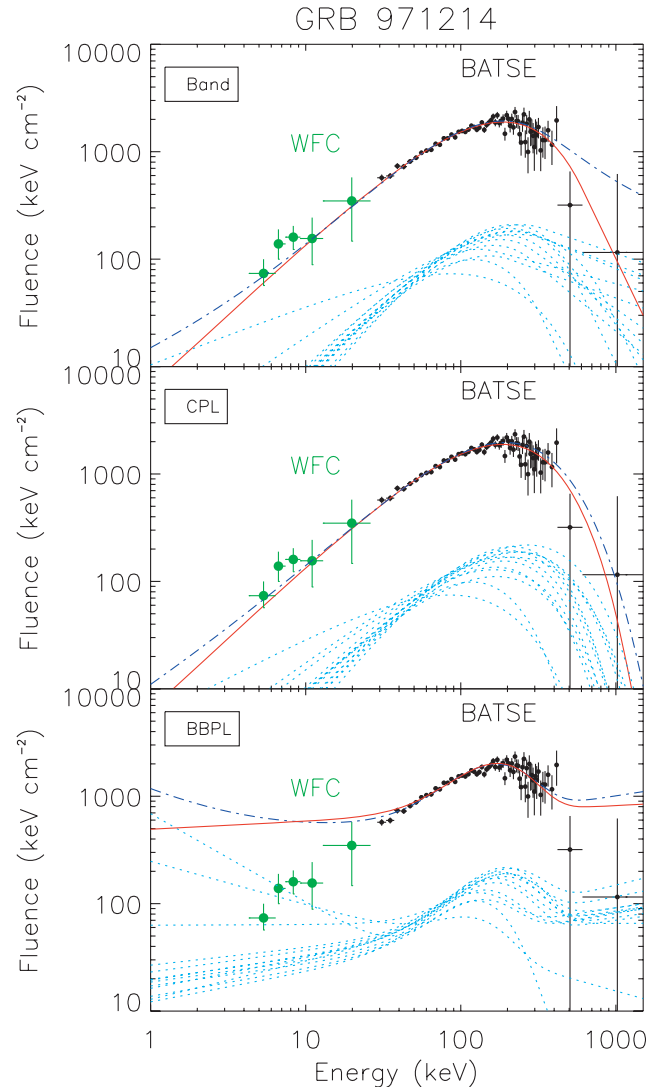 GRB 971214
10000
1000
100
10
Fluence (keV cm⁻²)
Band
WFC
BATSE
10000
1000
100
10
Fluence (keV cm⁻²)
CPL
WFC
BATSE
10000
1000
100
10
Fluence (keV cm⁻²)
BBPL
WFC
BATSE
1 10 100 1000
Energy (keV)